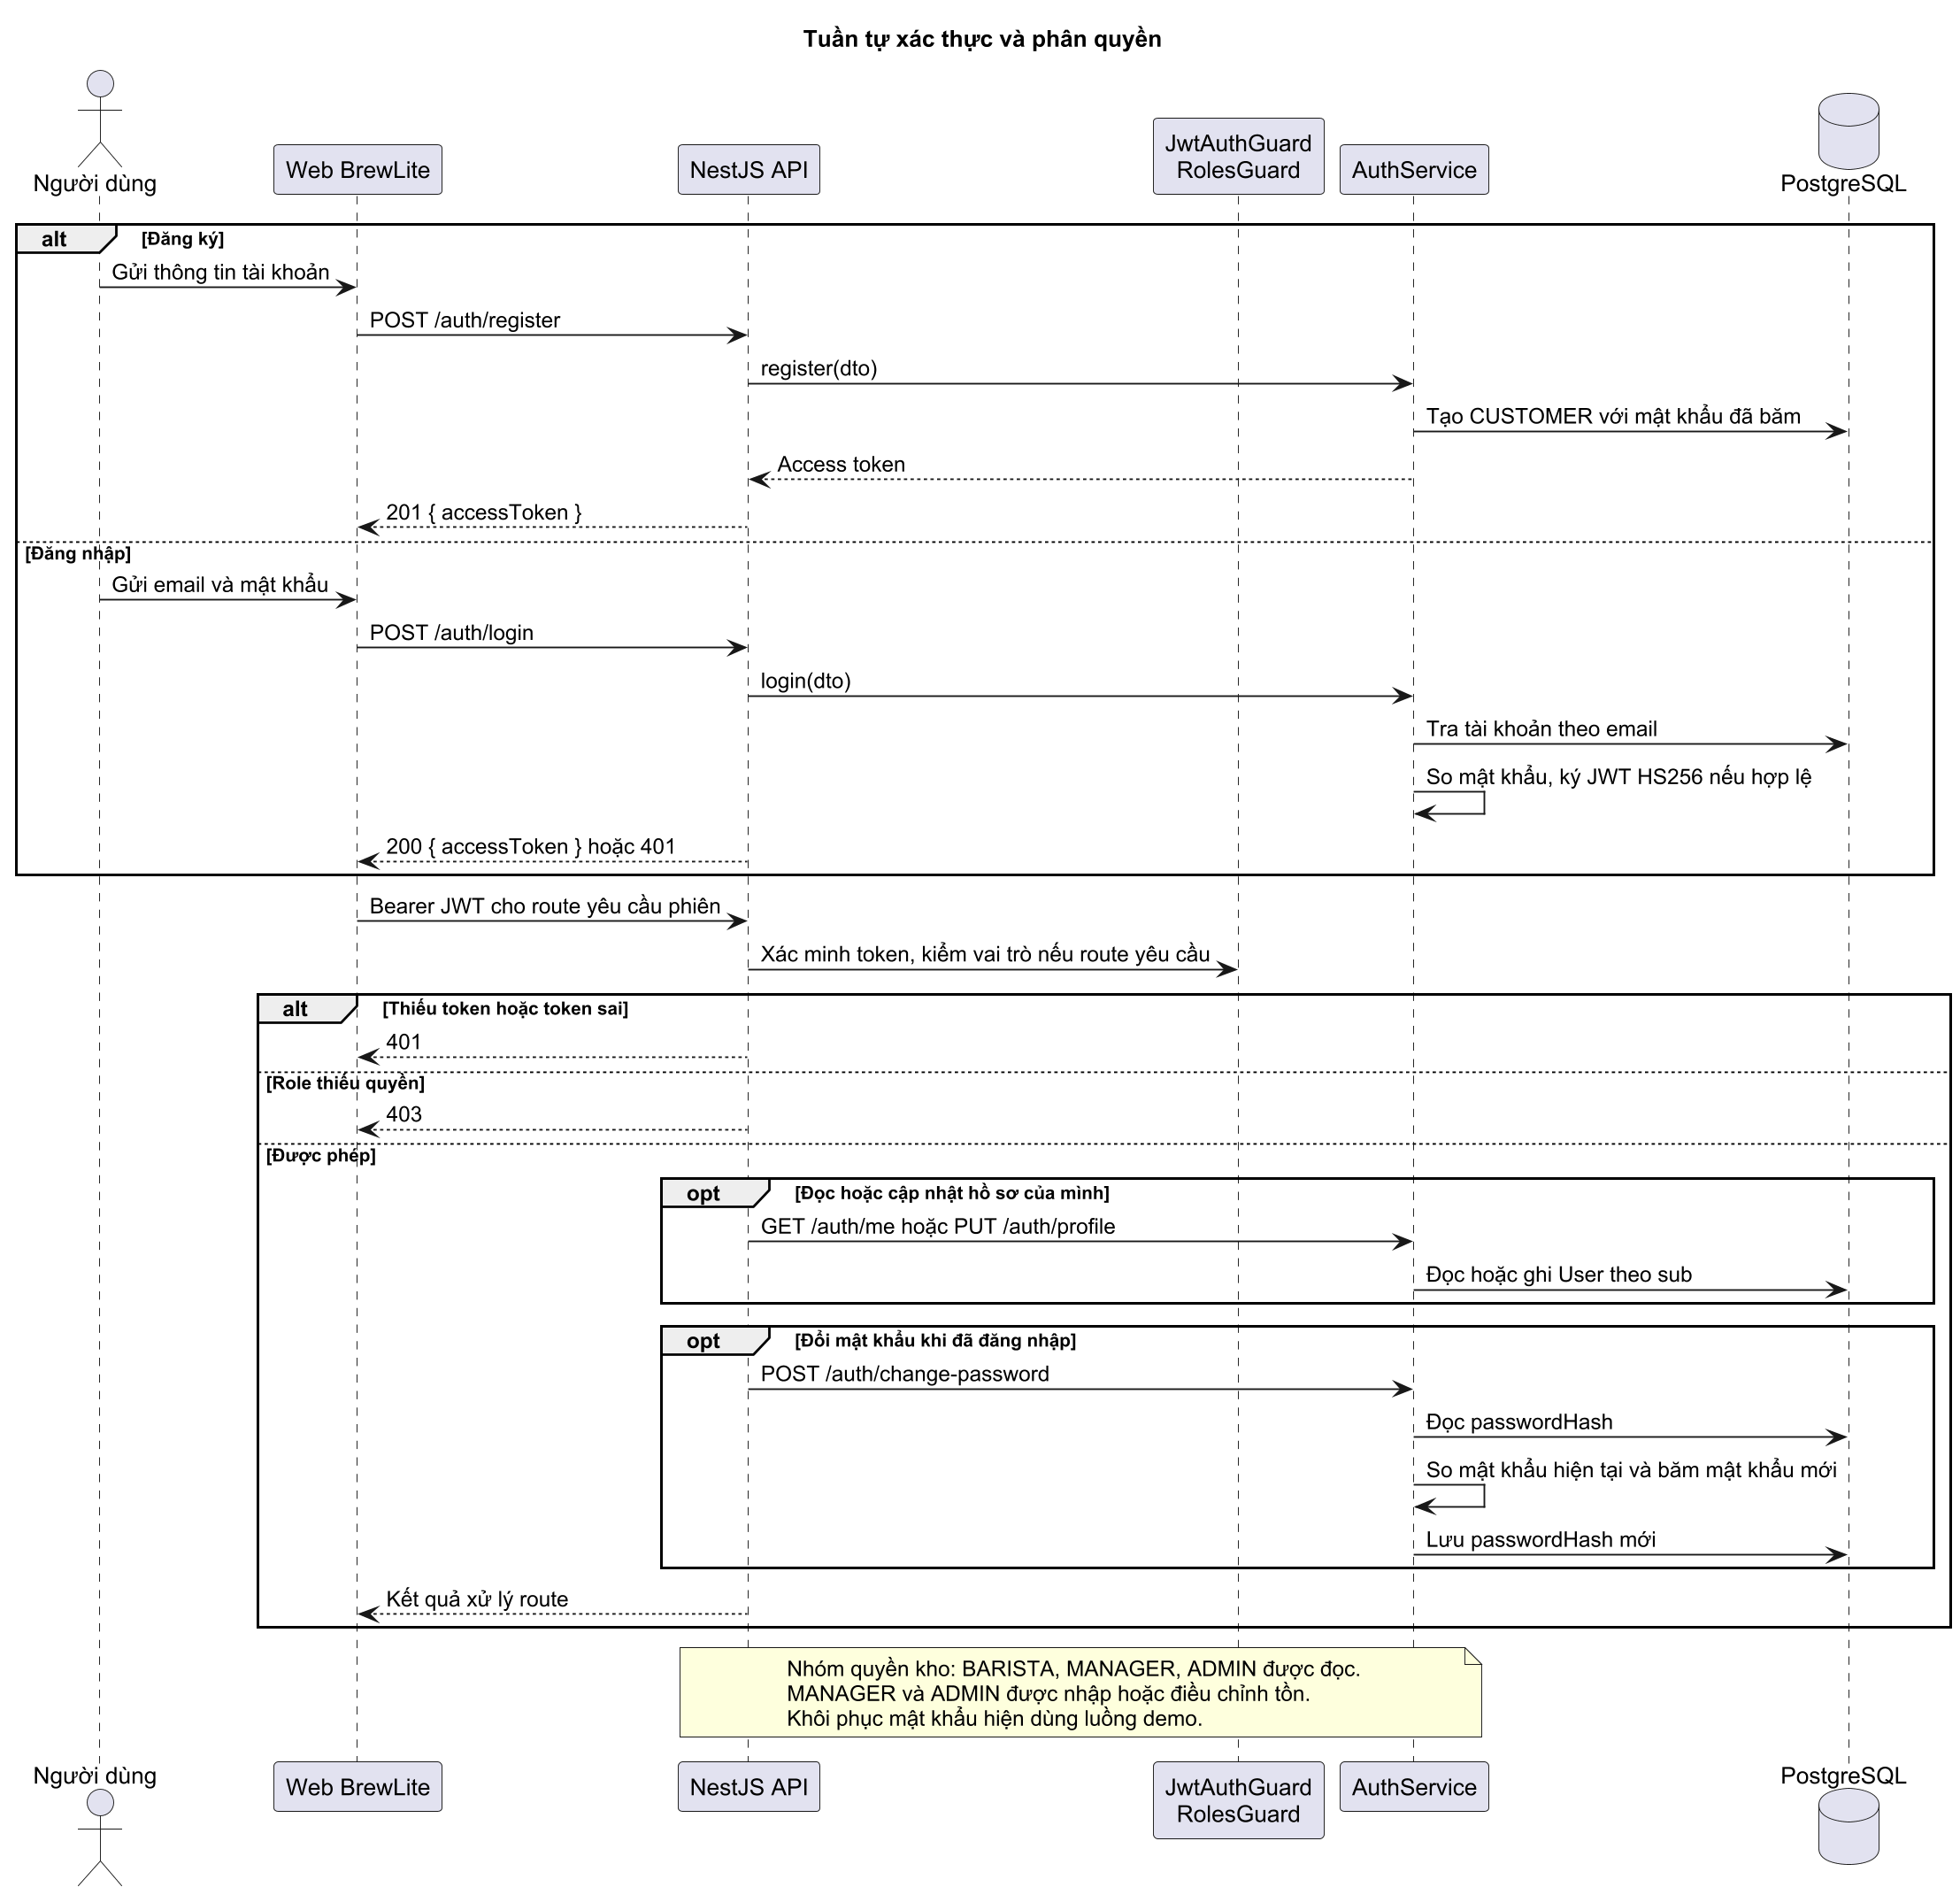 Tuần tự xác thực và phân quyền
Người dùng
Web BrewLite
NestJS API
JwtAuthGuard
RolesGuard
AuthService
PostgreSQL
alt
[Đăng ký]
Gửi thông tin tài khoản
POST /auth/register
register(dto)
Tạo CUSTOMER với mật khẩu đã băm
Access token
201 { accessToken }
[Đăng nhập]
Gửi email và mật khẩu
POST /auth/login
login(dto)
Tra tài khoản theo email
So mật khẩu, ký JWT HS256 nếu hợp lệ
200 { accessToken } hoặc 401
Bearer JWT cho route yêu cầu phiên
Xác minh token, kiểm vai trò nếu route yêu cầu
alt
[Thiếu token hoặc token sai]
401
[Role thiếu quyền]
403
[Được phép]
opt
[Đọc hoặc cập nhật hồ sơ của mình]
GET /auth/me hoặc PUT /auth/profile
Đọc hoặc ghi User theo sub
opt
[Đổi mật khẩu khi đã đăng nhập]
POST /auth/change-password
Đọc passwordHash
So mật khẩu hiện tại và băm mật khẩu mới
Lưu passwordHash mới
Kết quả xử lý route
Nhóm quyền kho: BARISTA, MANAGER, ADMIN được đọc.
MANAGER và ADMIN được nhập hoặc điều chỉnh tồn.
Khôi phục mật khẩu hiện dùng luồng demo.
Người dùng
Web BrewLite
NestJS API
JwtAuthGuard
RolesGuard
AuthService
PostgreSQL